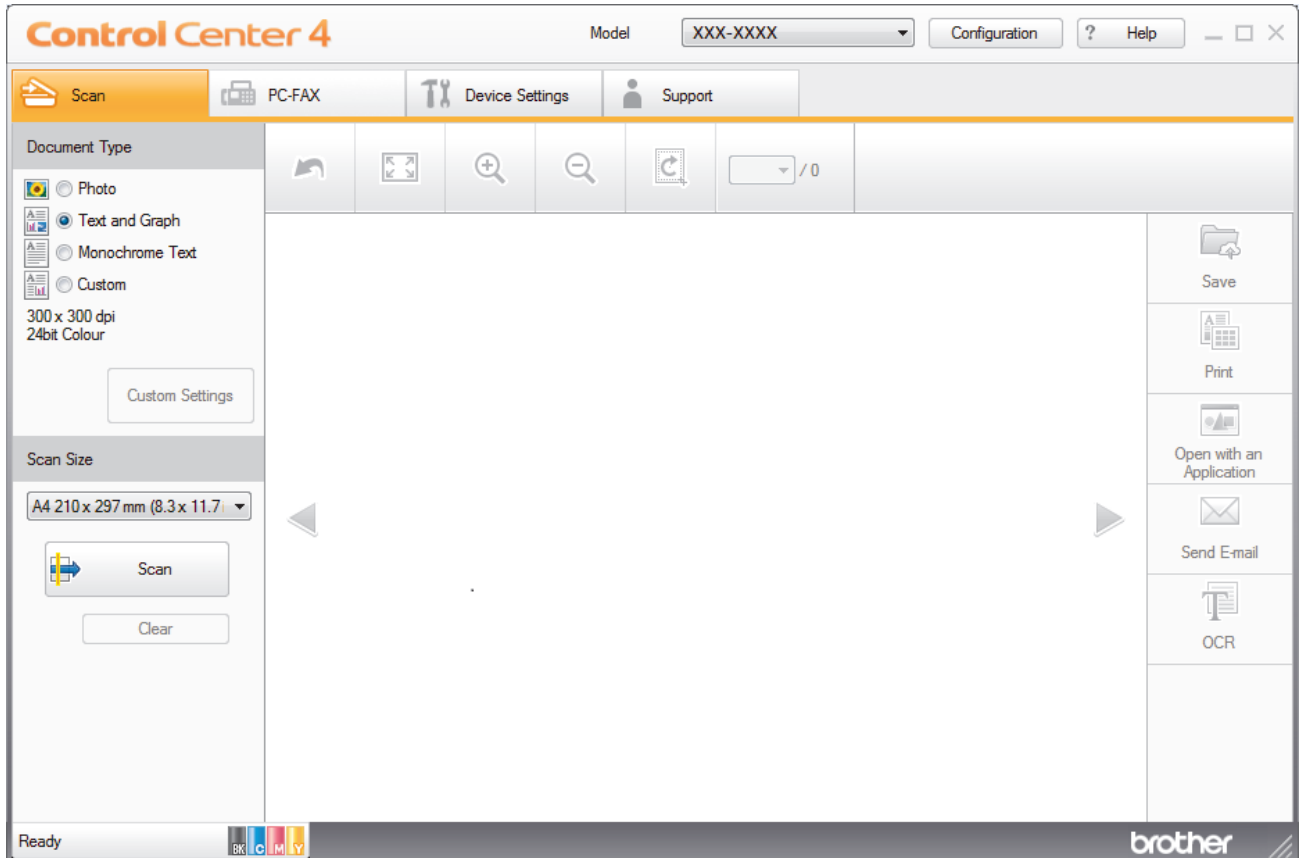 Control Center 4
Model
XXX-XXXX
Configuration
? Help
Scan
PC-FAX
Device Settings
Support
Document Type
Photo
Text and Graph
Monochrome Text
Custom
300 x 300 dpi
24bit Colour
Custom Settings
Scan Size
A4 210 x 297 mm (8.3 x 11.7
Scan
Clear
/ 0
Save
Print
Open with an
Application
Send E-mail
OCR
Ready
BK C M Y
brother